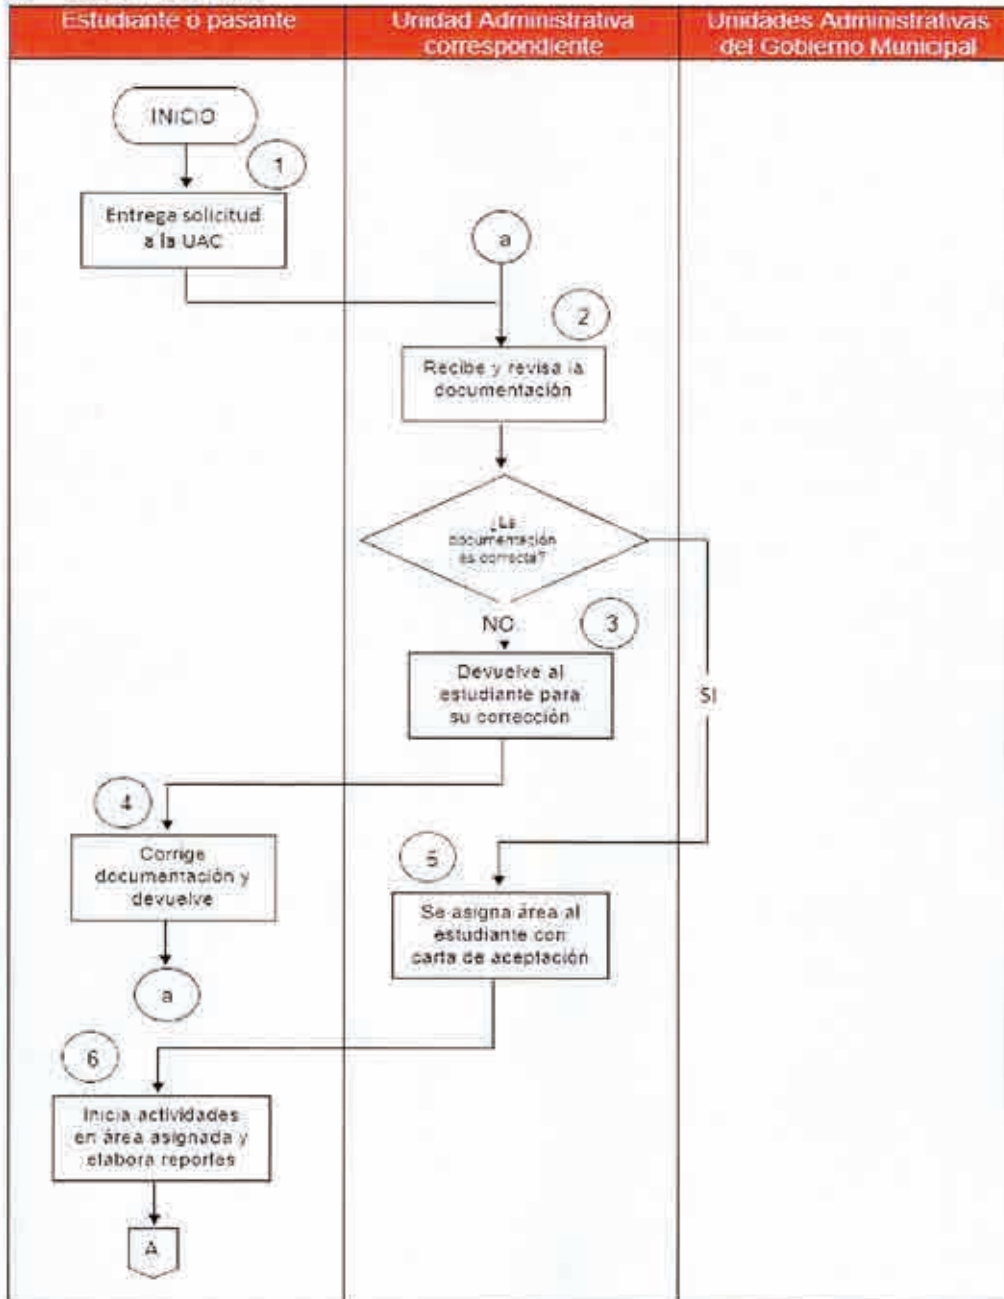 Estudiante o pasante
Unidad Administrativa
correspondiente
Unidades Administrativas
del Gobierno Municipal
INICIO
1
Entrega solicitud
a la UAC
a
2
Recibe y revisa la
documentación
¿La
documentación
es correcta?
NO
3
Devuelve al
estudiante para
su corrección
SI
4
Corrige
documentación y
devuelve
a
5
Se asigna área al
estudiante con
carta de aceptación
6
Inicia actividades
en área asignada y
elabora reportes
A